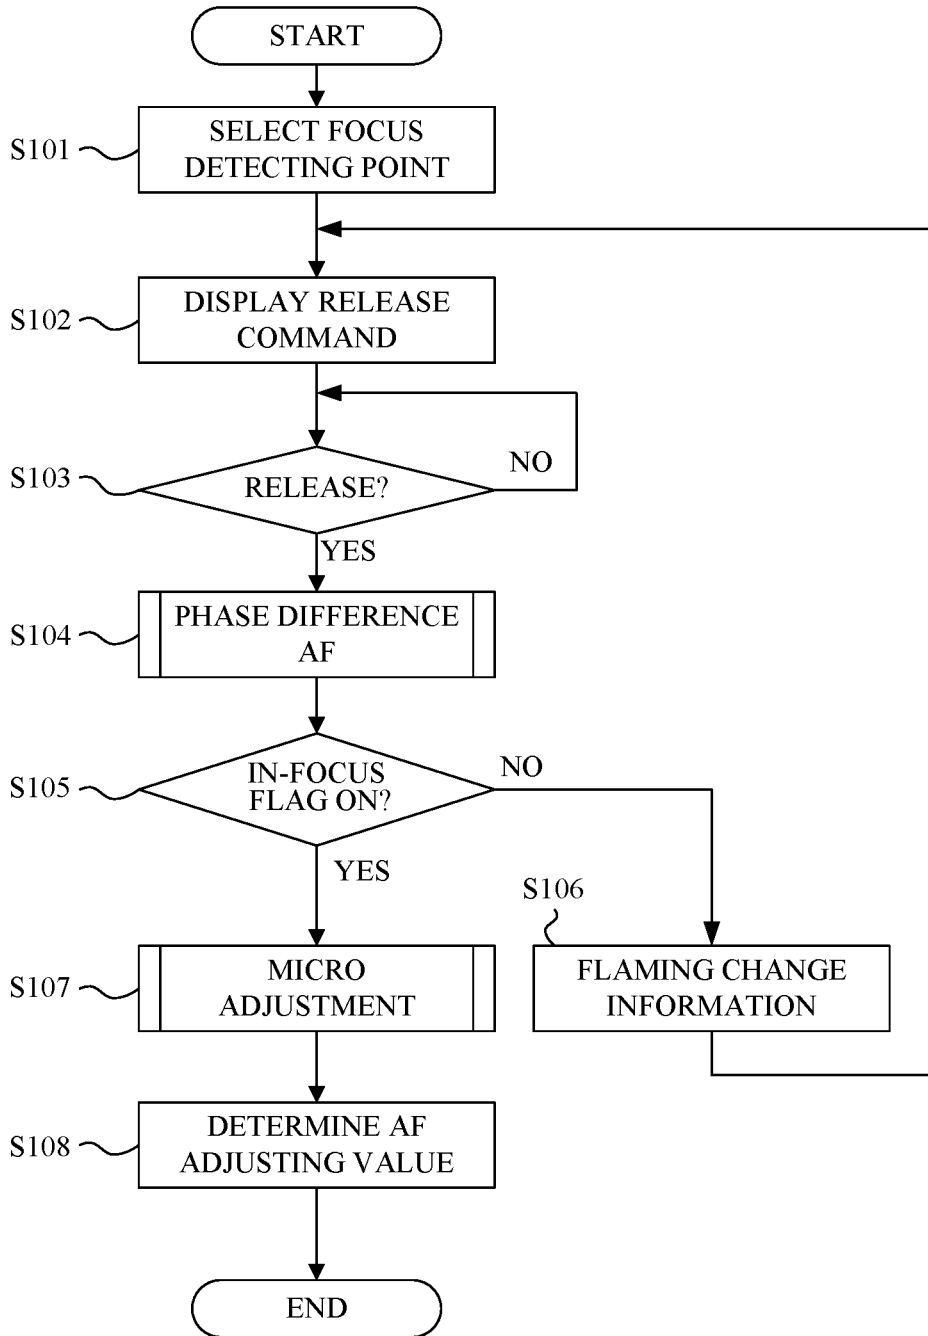 START
S101
SELECT FOCUS
DETECTING POINT
S102
DISPLAY RELEASE
COMMAND
S103
RELEASE?
NO
YES
S104
PHASE DIFFERENCE
AF
S105
IN-FOCUS
FLAG ON?
NO
YES
S106
FLAMING CHANGE
INFORMATION
S107
MICRO
ADJUSTMENT
S108
DETERMINE AF
ADJUSTING VALUE
END